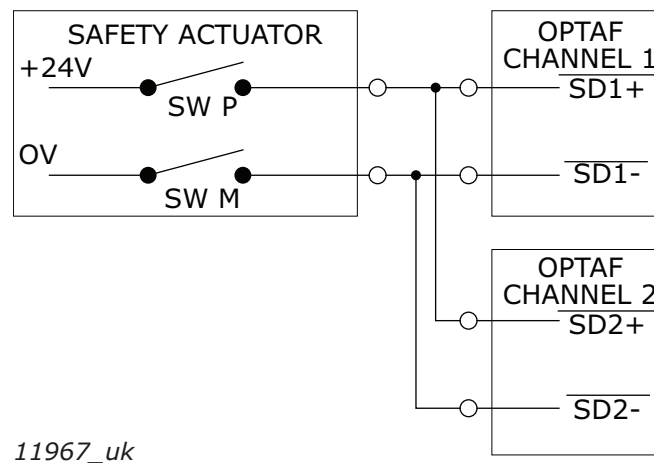 SAFETY ACTUATOR
+24V
SW P
OV
SW M
OPTAF
CHANNEL 1
SD1+
SD1-
OPTAF
CHANNEL 2
SD2+
SD2-
11967_uk